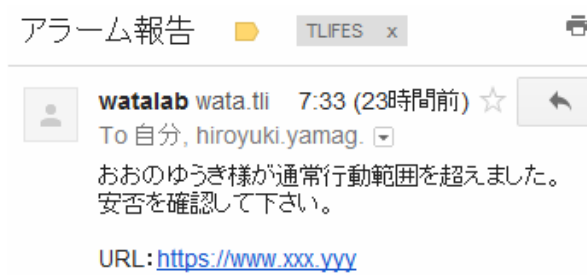 アラーム報告 TLIFES x
watalab wata.tli 7:33 (23時間前)
To 自分, hiroyuki.yamag.
おおのゆうき様が通常行動範囲を超えました。
安否を確認して下さい。
URL:https://www.xxx.yyy